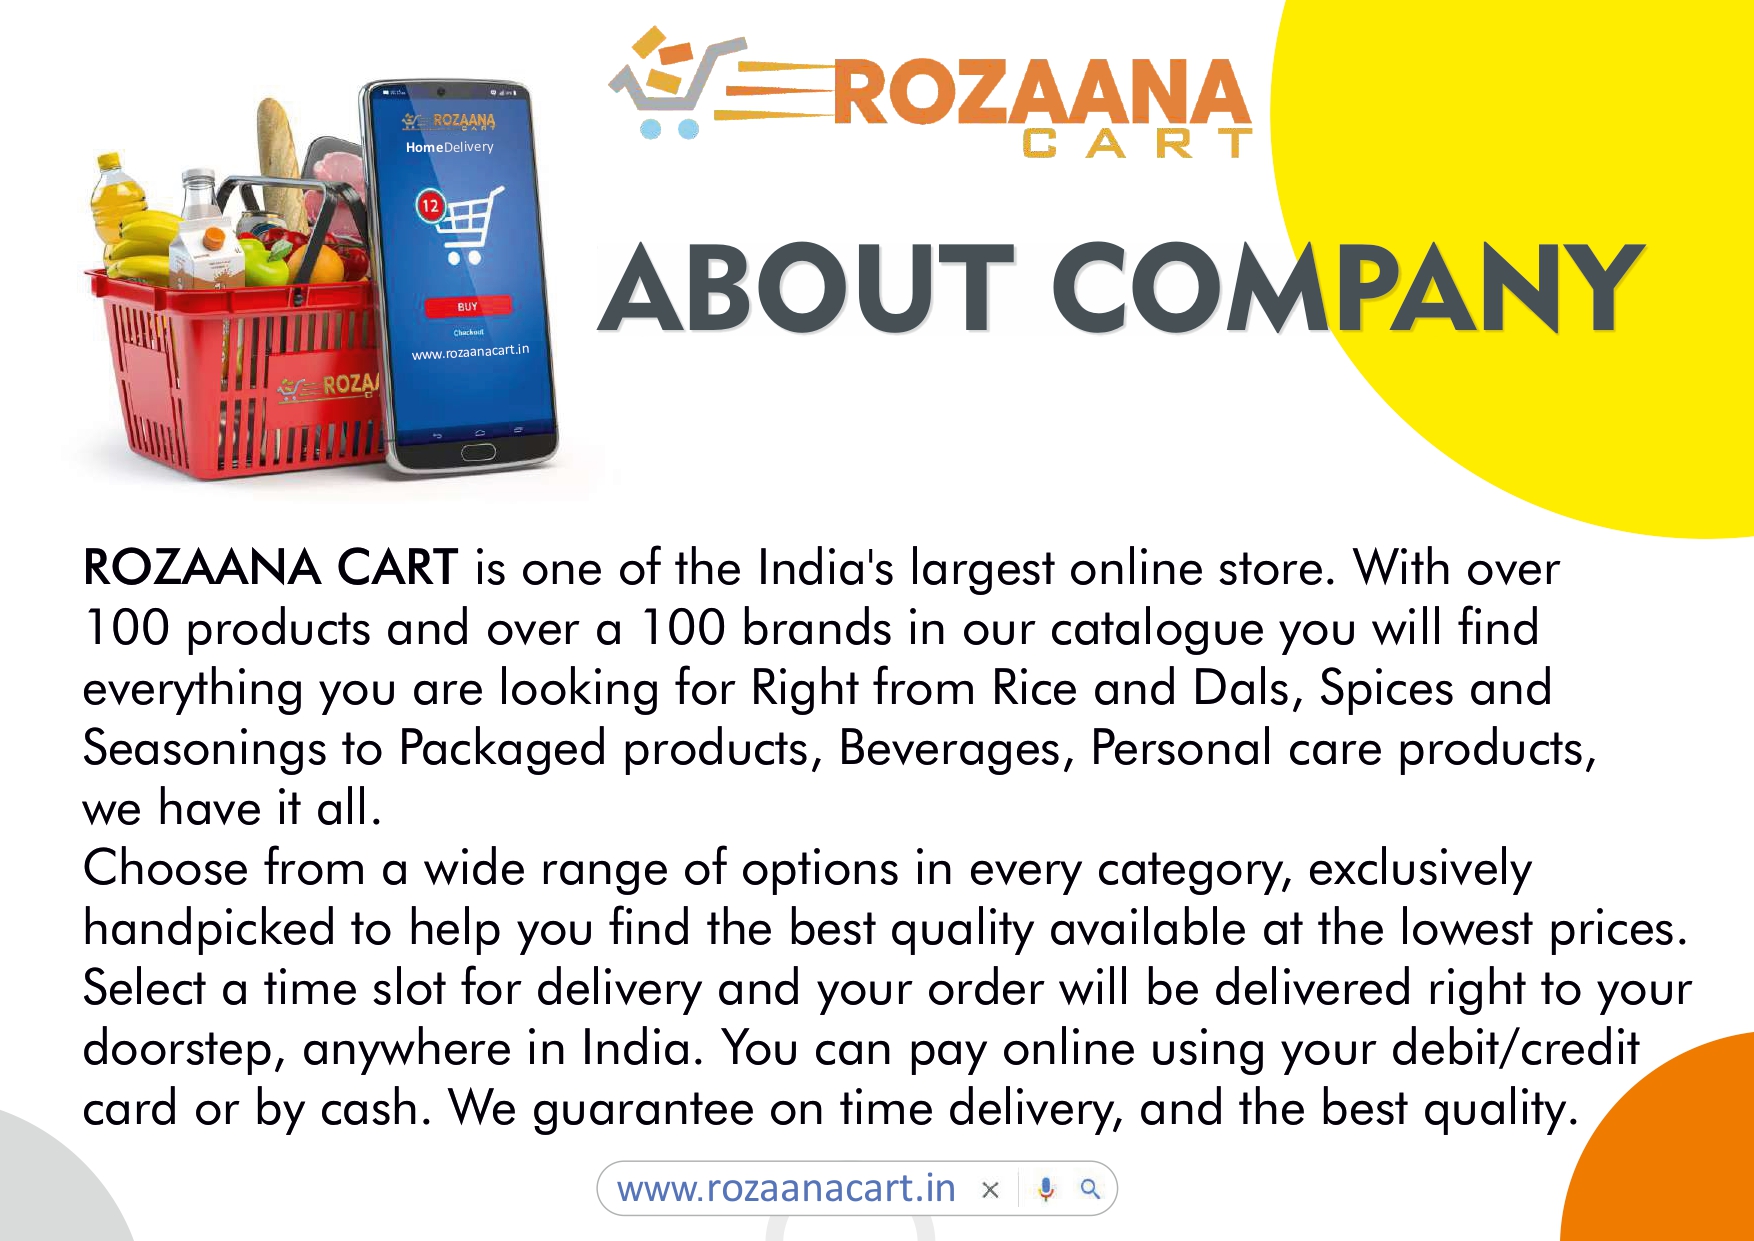 ROZAANA
CART
ROZAANA
CART
HomeDelivery
12
BUY
Checkout
www.rozaanacart.in
ROZA
C
ABOUT COMPANY
ROZAANA CART is one of the India's largest online store. With over
100 products and over a 100 brands in our catalogue you will find
everything you are looking for Right from Rice and Dals, Spices and
Seasonings to Packaged products, Beverages, Personal care products,
we have it all.
Choose from a wide range of options in every category, exclusively
handpicked to help you find the best quality available at the lowest prices.
Select a time slot for delivery and your order will be delivered right to your
doorstep, anywhere in India. You can pay online using your debit/credit
card or by cash. We guarantee on time delivery, and the best quality.
www.rozaanacart.in